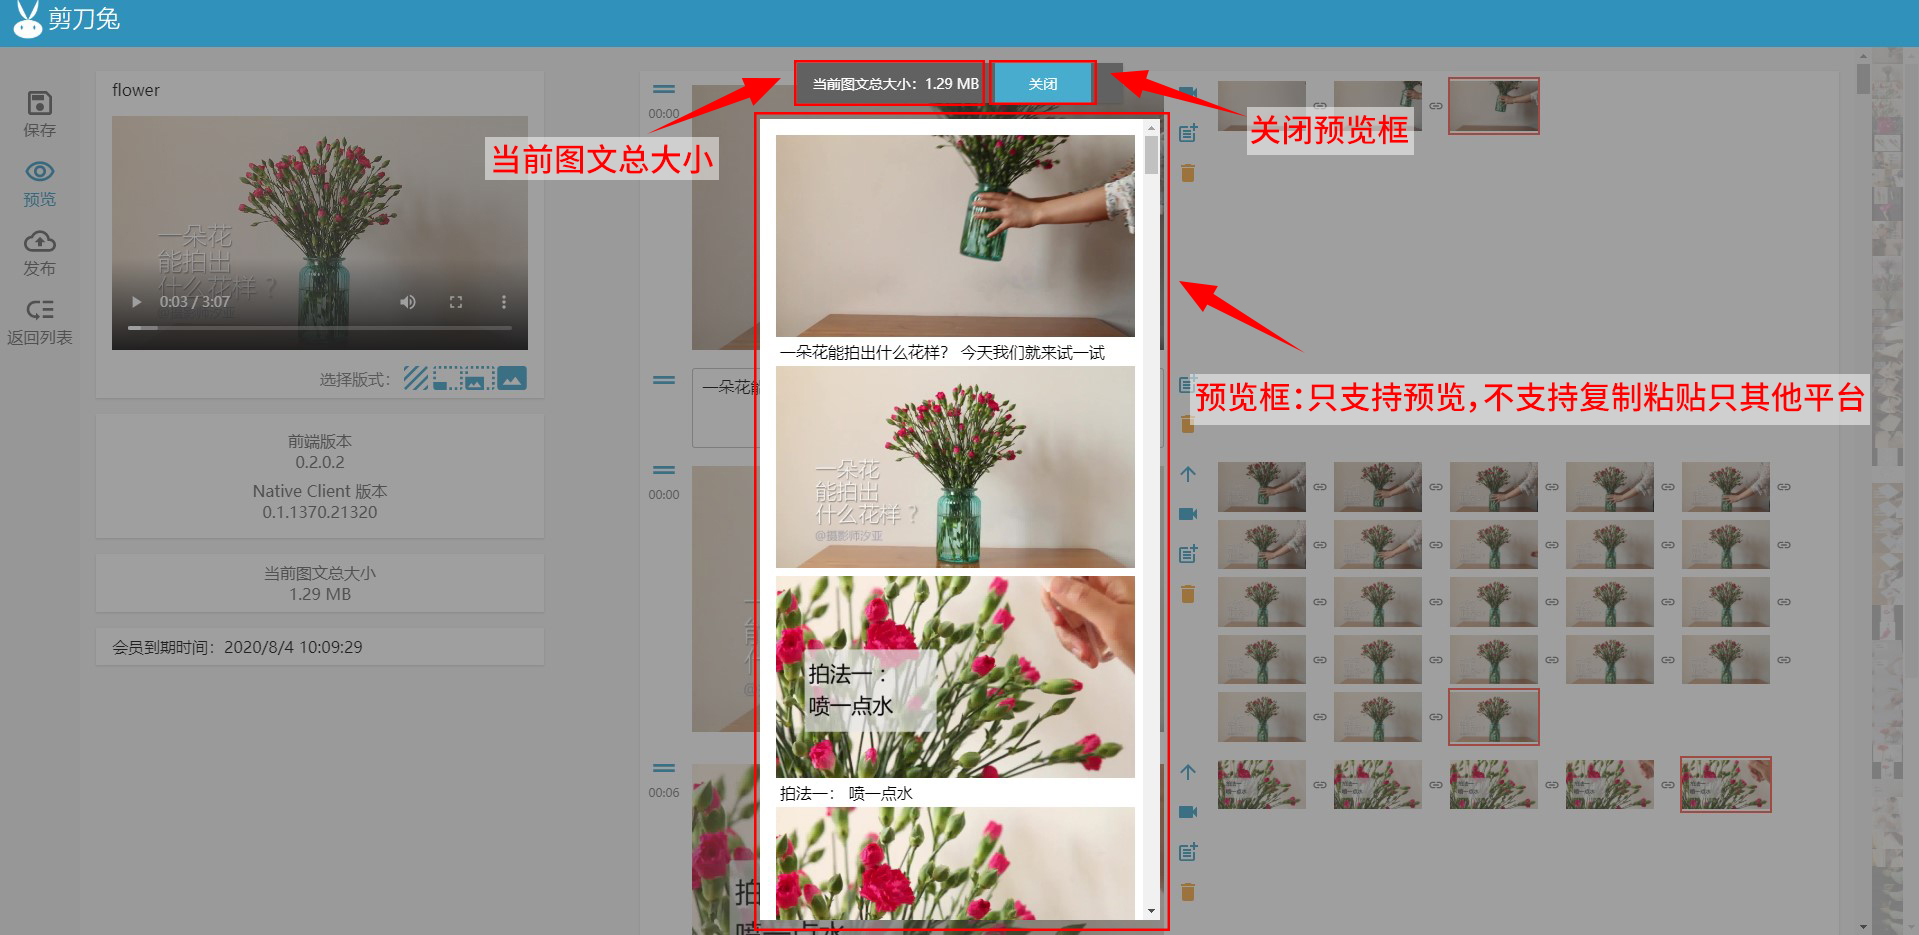 剪刀兔
保存
预览
发布
返回列表
flower
一朵花
能拍出
什么花样？
0:03 / 3:07
选择版式：
前端版本
0.2.0.2
Native Client 版本
0.1.1370.21320
当前图文总大小
1.29 MB
会员到期时间：2020/8/4 10:09:29
当前图文总大小：1.29 MB
关闭
当前图文总大小
关闭预览框
预览框：只支持预览，不支持复制粘贴只其他平台
00:00
一朵花能
00:00
00:06
一朵花能拍出什么花样？ 今天我们就来试一试
一朵花
能拍出
什么花样？
@摄影师汐亚
拍法一：
喷一点水
拍法一： 喷一点水